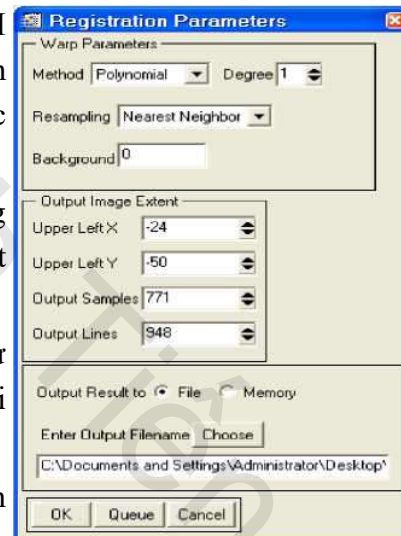 Registration Parameters
Warp Parameters
Method Polynomial Degree 1
Resampling Nearest Neighbor
Background 0
Output Image Extent
Upper Left X -24
Upper Left Y -50
Output Samples 771
Output Lines 948
Output Result to File Memory
Enter Output Filename Choose
C:\Documents and Settings\Administrator\Desktop\
OK Queue Cancel